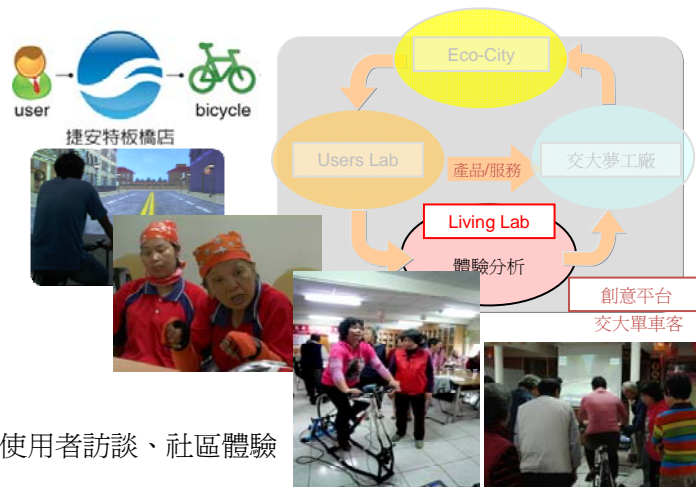 user
bicycle
捷安特板橋店
Eco-City
Users Lab
產品/服務
交大夢工廠
Living Lab
體驗分析
創意平台
交大單車客
使用者訪談、社區體驗